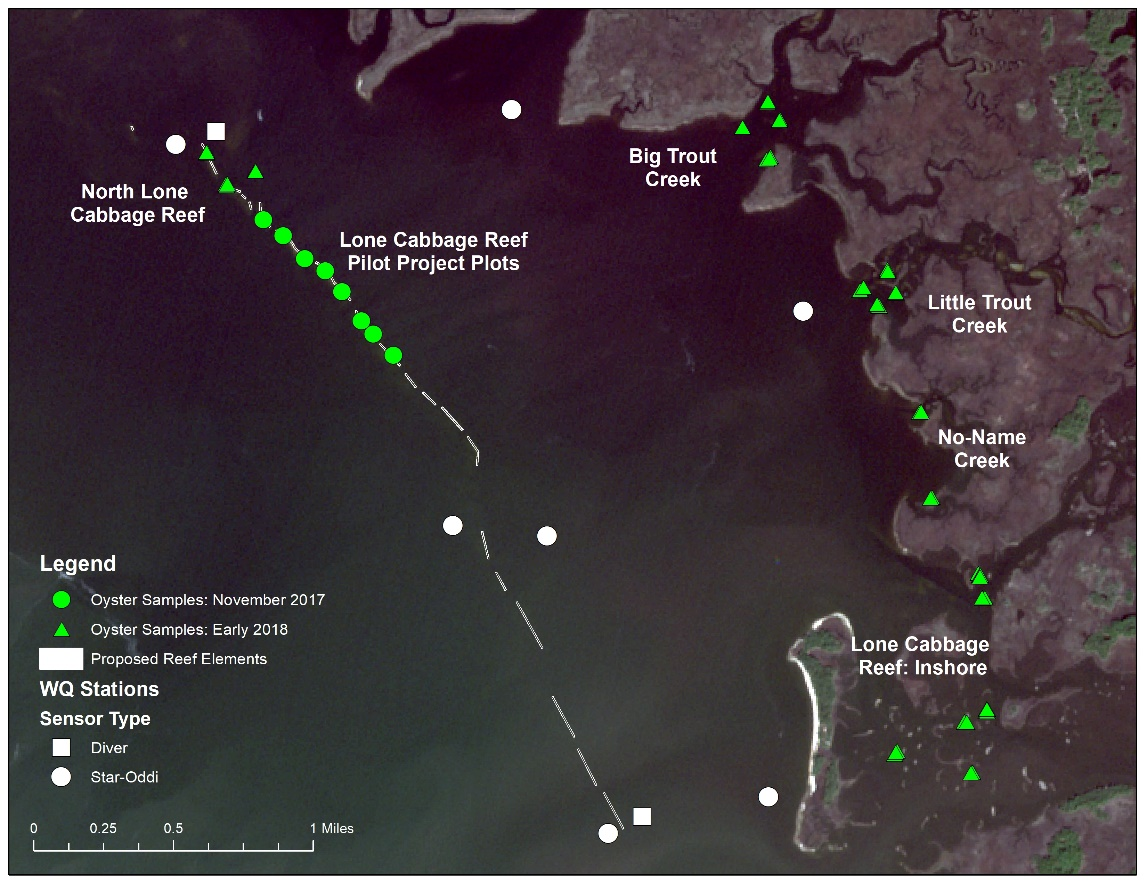 Big Trout
Creek
North Lone
Cabbage Reef
Lone Cabbage Reef
Pilot Project Plots
Little Trout
Creek
No-Name
Creek
Lone Cabbage
Reef: Inshore
Legend
Oyster Samples: November 2017
Oyster Samples: Early 2018
Proposed Reef Elements
WQ Stations
Sensor Type
Diver
Star-Oddi
0 0.25 0.5 1 Miles